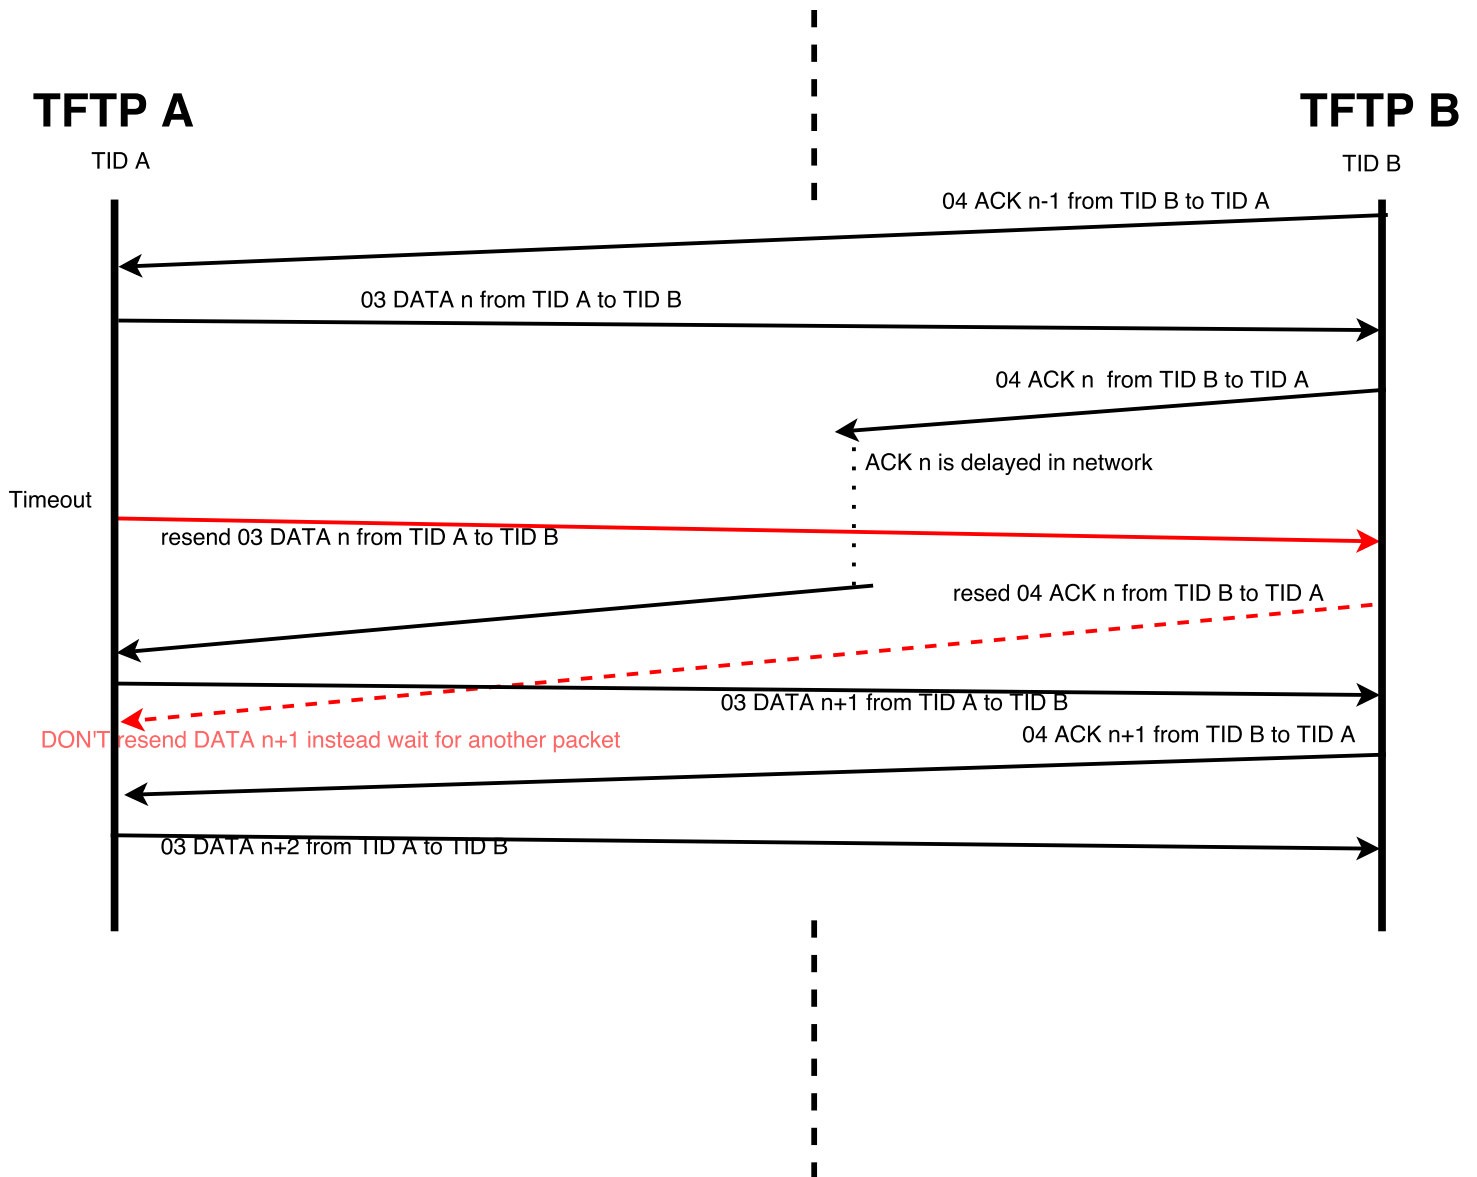 TFTP A
TFTP B
TID A
TID B
04 ACK n-1 from TID B to TID A
03 DATA n from TID A to TID B
04 ACK n  from TID B to TID A
ACK n is delayed in network
Timeout
resend 03 DATA n from TID A to TID B
resed 04 ACK n from TID B to TID A
03 DATA n+1 from TID A to TID B
DON'T resend DATA n+1 instead wait for another packet
04 ACK n+1 from TID B to TID A
03 DATA n+2 from TID A to TID B